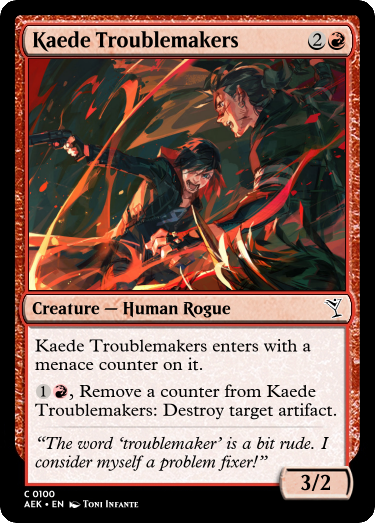 Kaede Troublemakers 2
Creature — Human Rogue
Kaede Troublemakers enters with a
menace counter on it.
1, Remove a counter from Kaede
Troublemakers: Destroy target artifact.
“The word ‘troublemaker’ is a bit rude. I
consider myself a problem fixer!”
3/2
C 0100
AEK • EN Toni Infante